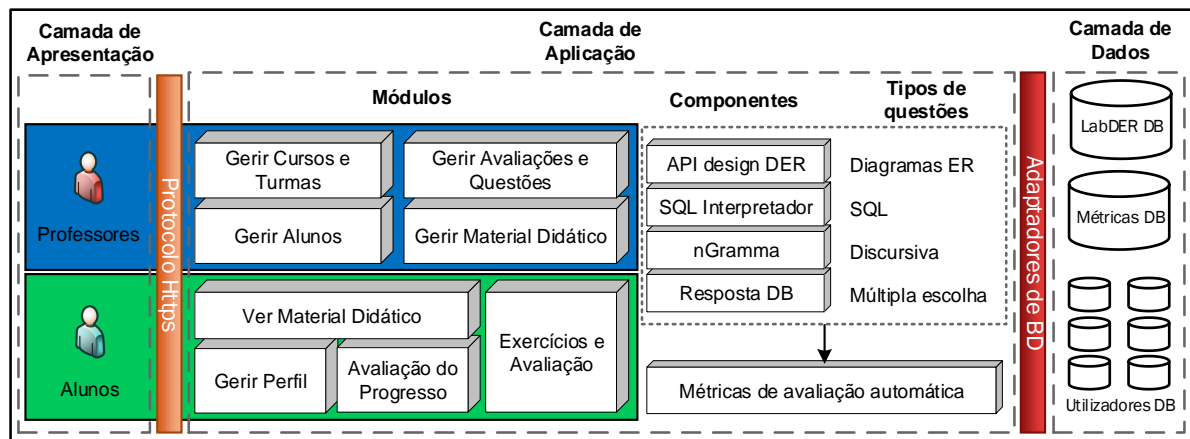 Camada de
Apresentação
Camada de
Aplicação
Camada de
Dados
Módulos
Componentes
Tipos de
questões
Professores
Alunos
Protocolo Https
Gerir Cursos e
Turmas
Gerir Avaliações e
Questões
Gerir Alunos
Gerir Material Didático
Ver Material Didático
Gerir Perfil
Avaliação do
Progresso
Exercícios e
Avaliação
API design DER
Diagramas ER
SQL Interpretador
SQL
nGramma
Discursiva
Resposta DB
Múltipla escolha
Métricas de avaliação automática
Adaptadores de BD
LabDER DB
Métricas DB
Utilizadores DB